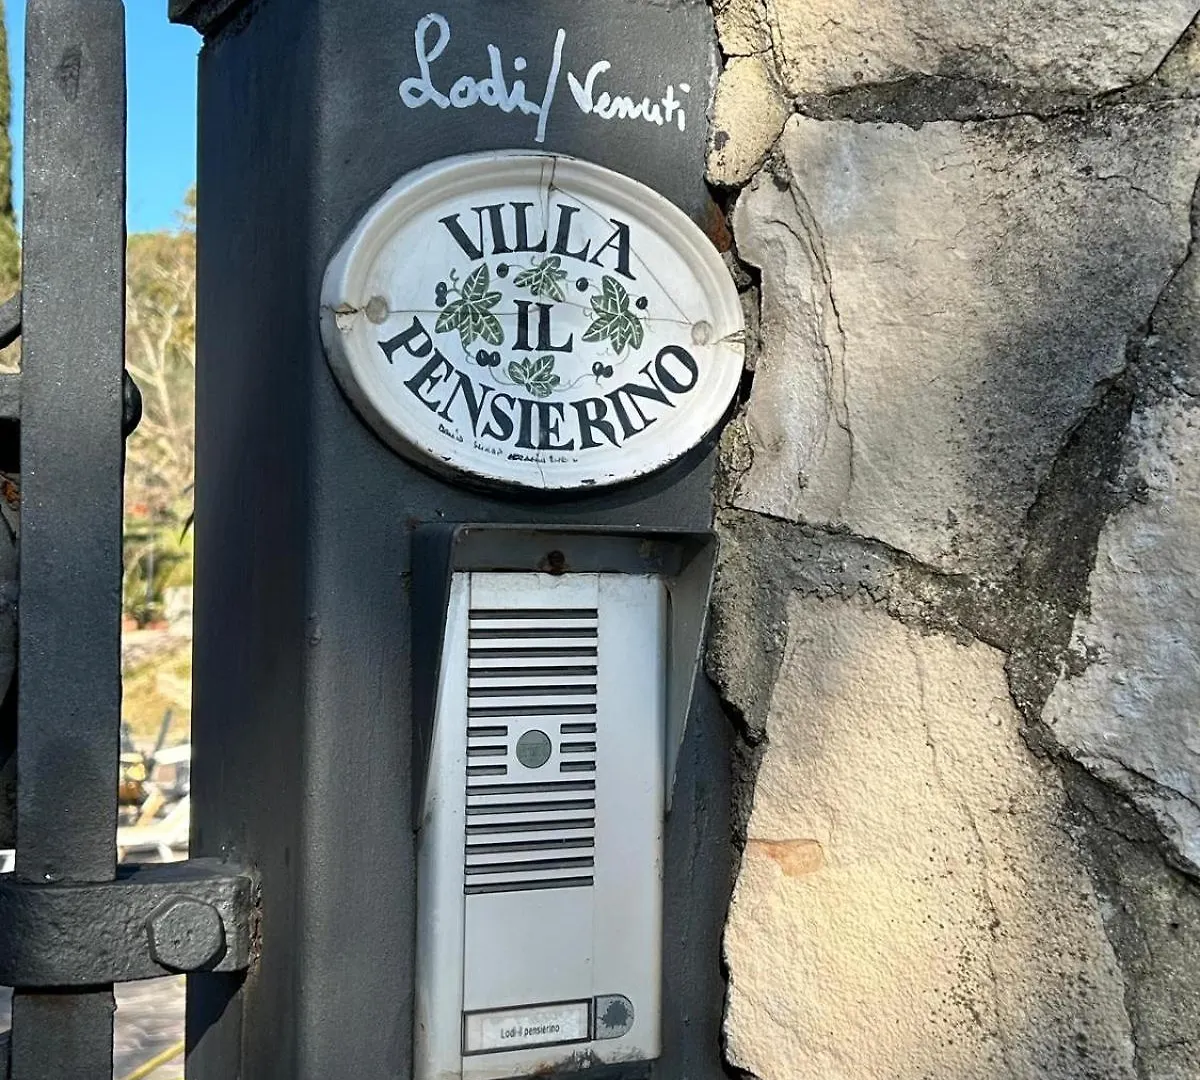 Lodi/Venuti
VILLA
IL
PENSIERINO
Lodi il pensierino